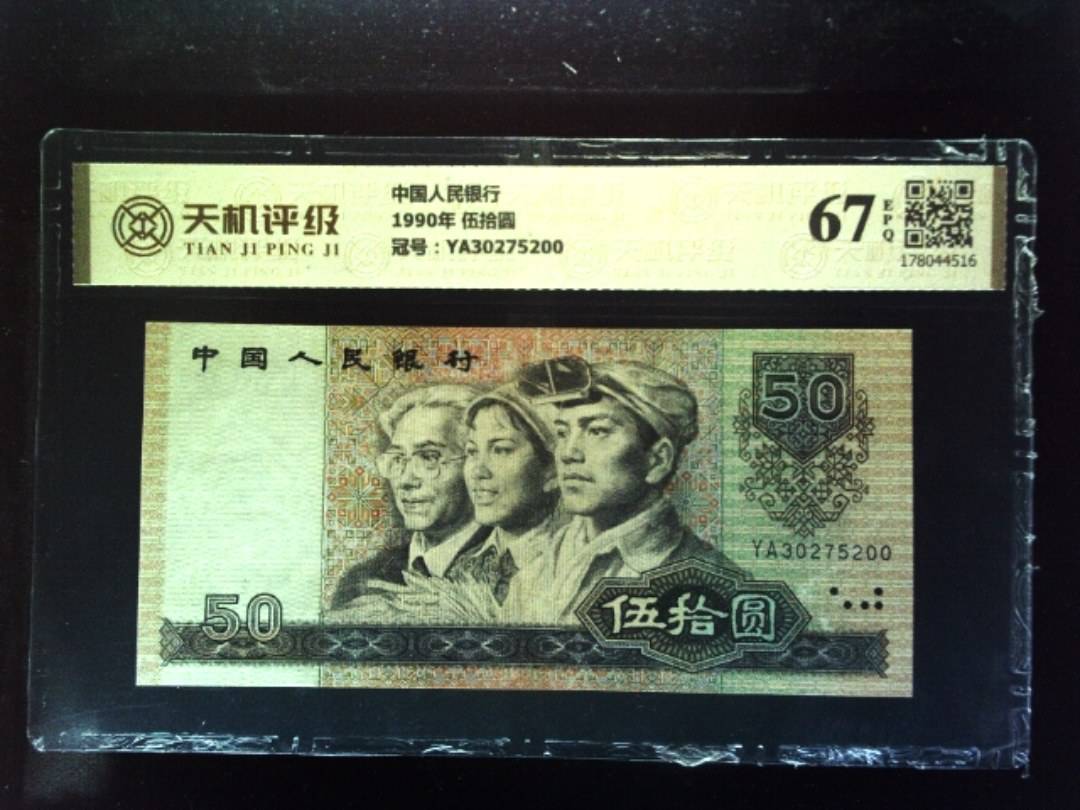 天机评级
TIAN JI PING JI
中国人民银行
1990年 伍拾圆
冠号：YA30275200
67
EPQ
178044516
中国人民银行
50
YA30275200
50
伍拾圆